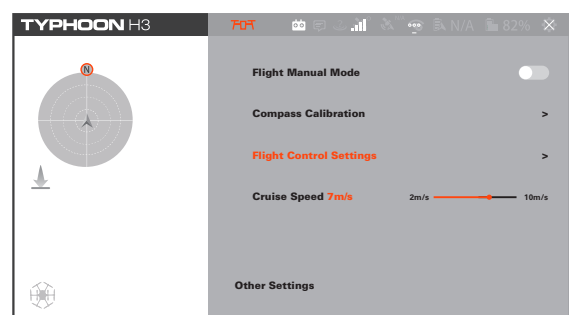 TYPHOON H3
N/A 82%
N
Flight Manual Mode
Compass Calibration >
Flight Control Settings >
Cruise Speed 7m/s 2m/s 10m/s
Other Settings